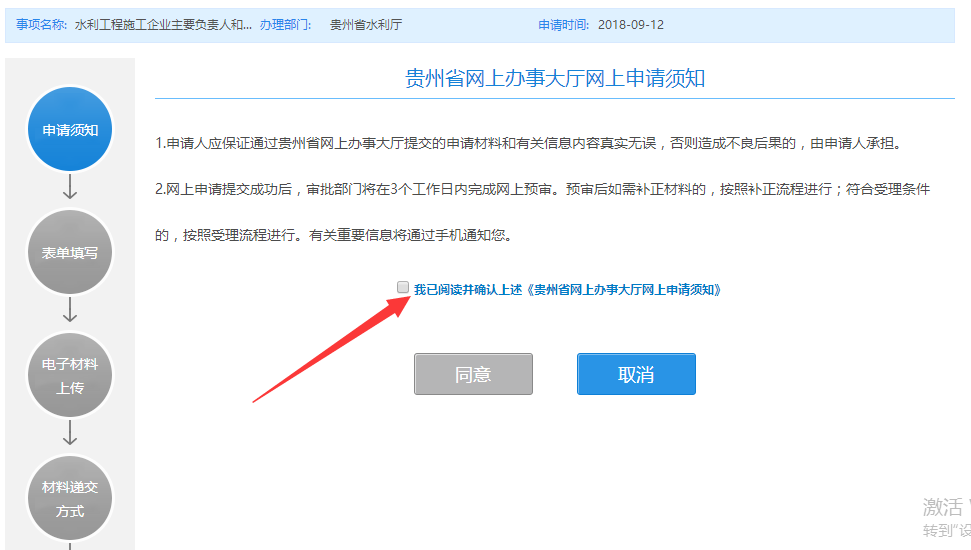 事项名称: 水利工程施工企业主要负责人和... 办理部门: 贵州省水利厅 申请时间: 2018-09-12
贵州省网上办事大厅网上申请须知
申请须知
表单填写
电子材料
上传
材料递交
方式
1.申请人应保证通过贵州省网上办事大厅提交的申请材料和有关信息内容真实无误，否则造成不良后果的，由申请人承担。
2.网上申请提交成功后，审批部门将在3个工作日内完成网上预审。预审后如需补正材料的，按照补正流程进行；符合受理条件
的，按照受理流程进行。有关重要信息将通过手机通知您。
我已阅读并确认上述《贵州省网上办事大厅网上申请须知》
同意 取消
激活
转到"设